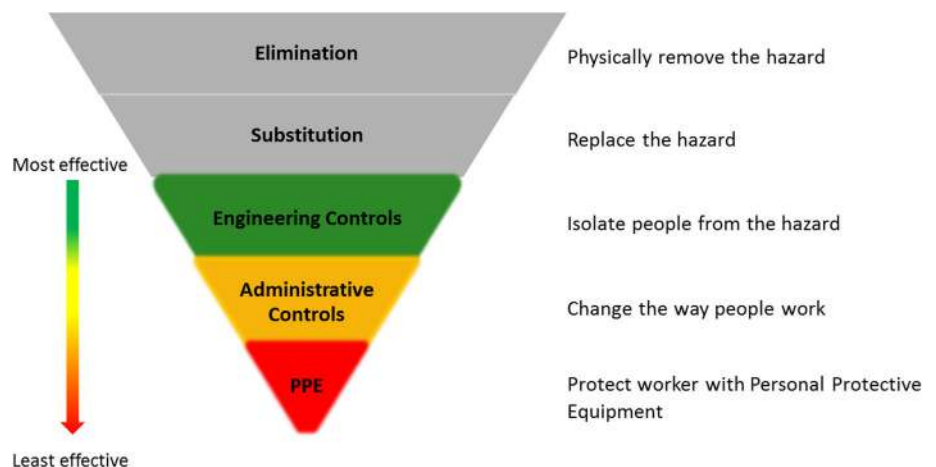 Elimination
Physically remove the hazard
Substitution
Replace the hazard
Most effective
Engineering Controls
Isolate people from the hazard
Administrative
Controls
Change the way people work
PPE
Protect worker with Personal Protective
Equipment
Least effective